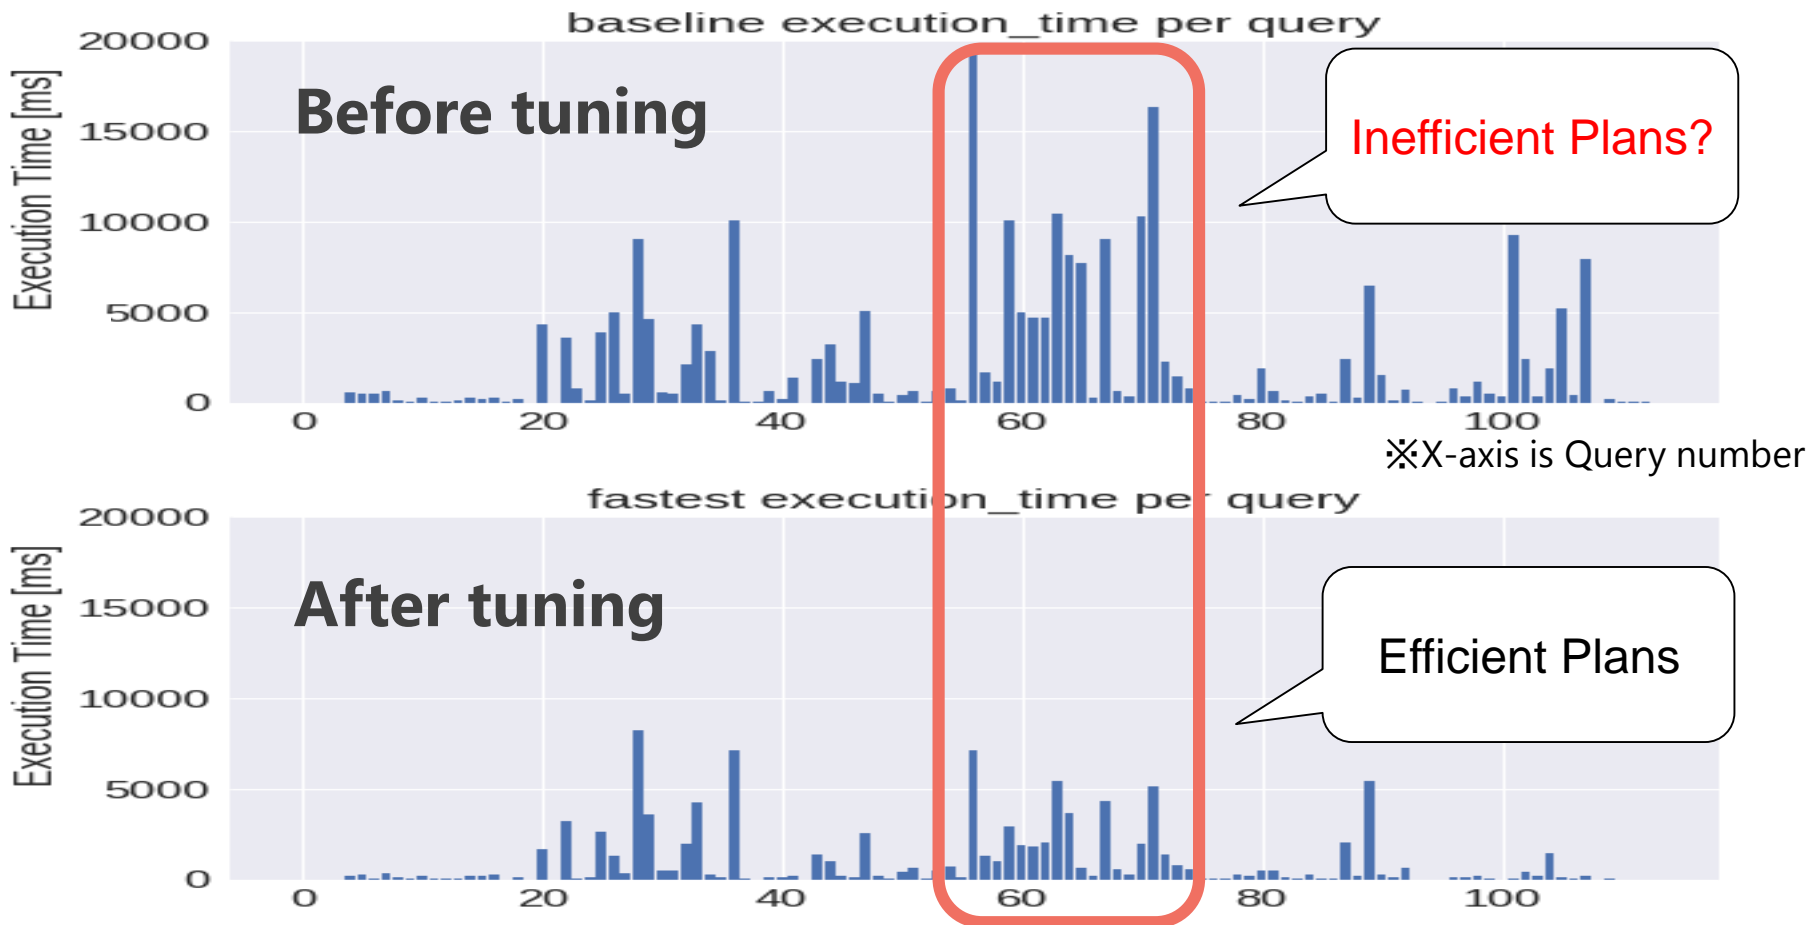 baseline execution_time per query
20000
15000
10000
5000
0
Execution Time [ms]
Before tuning
Inefficient Plans?
0 20 40 60 80 100
※X-axis is Query number
fastest execution_time per query
20000
15000
10000
5000
0
Execution Time [ms]
After tuning
Efficient Plans
0 20 40 60 80 100